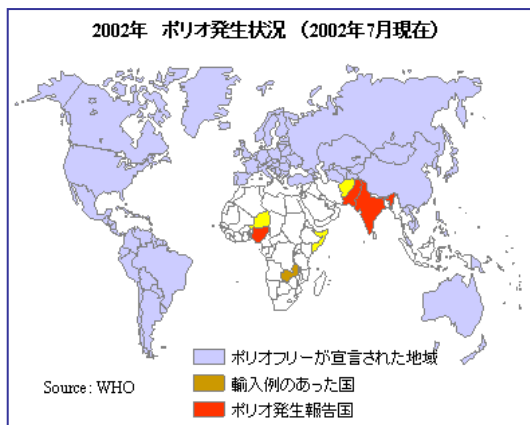 2002年 ポリオ発生状況 （2002年7月現在）
ポリオフリーが宣言された地域
Source: WHO
輸入例のあった国
ポリオ発生報告国